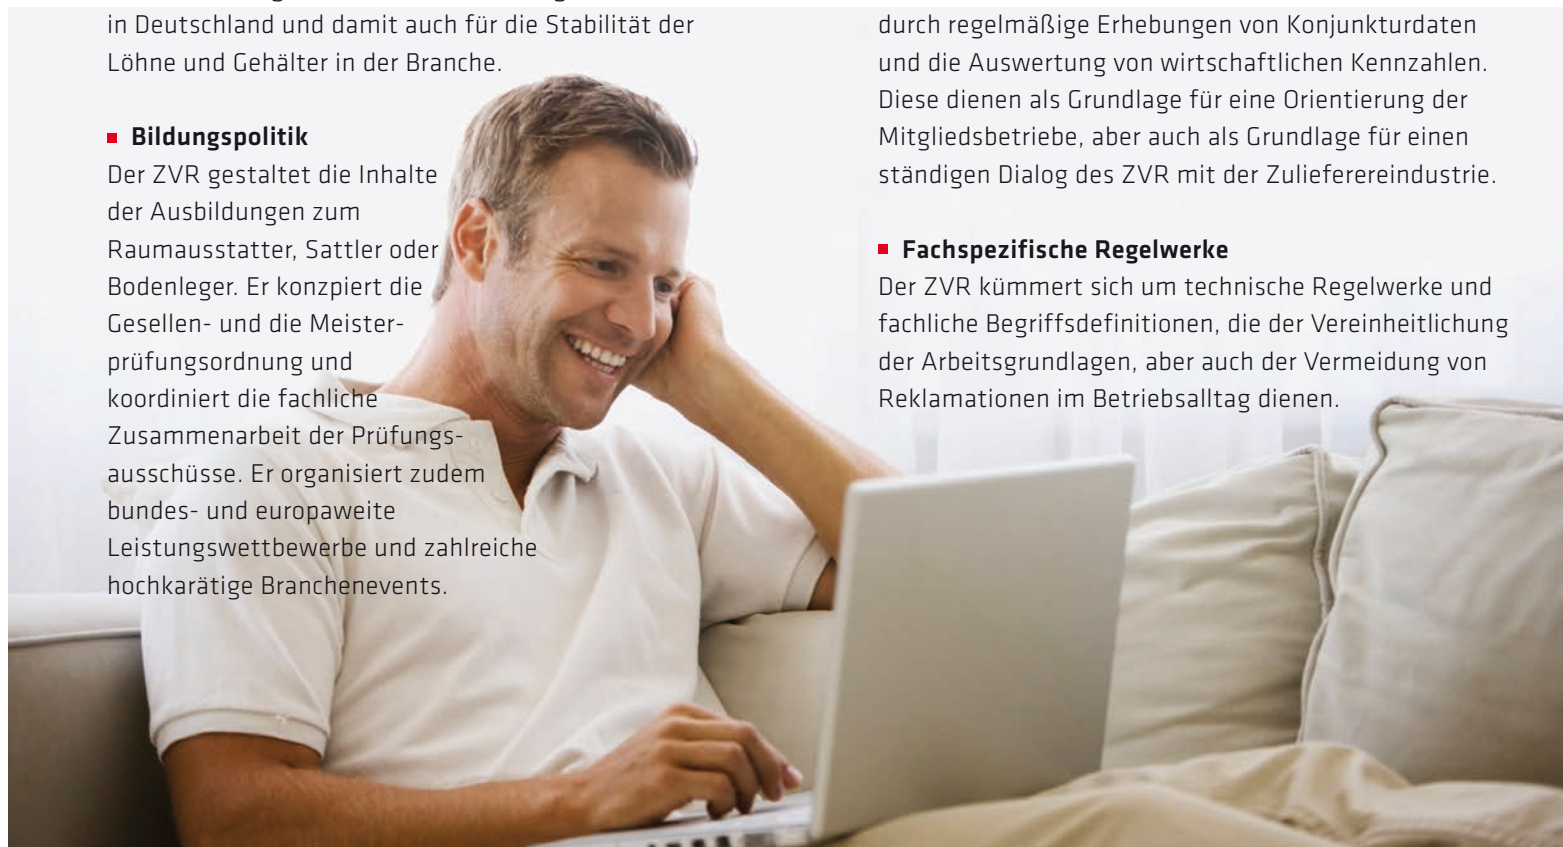 in Deutschland und damit auch für die Stabilität der
Löhne und Gehälter in der Branche.
Bildungspolitik
Der ZVR gestaltet die Inhalte
der Ausbildungen zum
Raumausstatter, Sattler oder
Bodenleger. Er konzpiert die
Gesellen- und die Meister-
prüfungsordnung und
koordiniert die fachliche
Zusammenarbeit der Prüfungs-
ausschüsse. Er organisiert zudem
bundes- und europaweite
Leistungswettbewerbe und zahlreiche
hochkarätige Branchenevents.
durch regelmäßige Erhebungen von Konjunkturdaten
und die Auswertung von wirtschaftlichen Kennzahlen.
Diese dienen als Grundlage für eine Orientierung der
Mitgliedsbetriebe, aber auch als Grundlage für einen
ständigen Dialog des ZVR mit der Zulieferereindustrie.
Fachspezifische Regelwerke
Der ZVR kümmert sich um technische Regelwerke und
fachliche Begriffsdefinitionen, die der Vereinheitlichung
der Arbeitsgrundlagen, aber auch der Vermeidung von
Reklamationen im Betriebsalltag dienen.